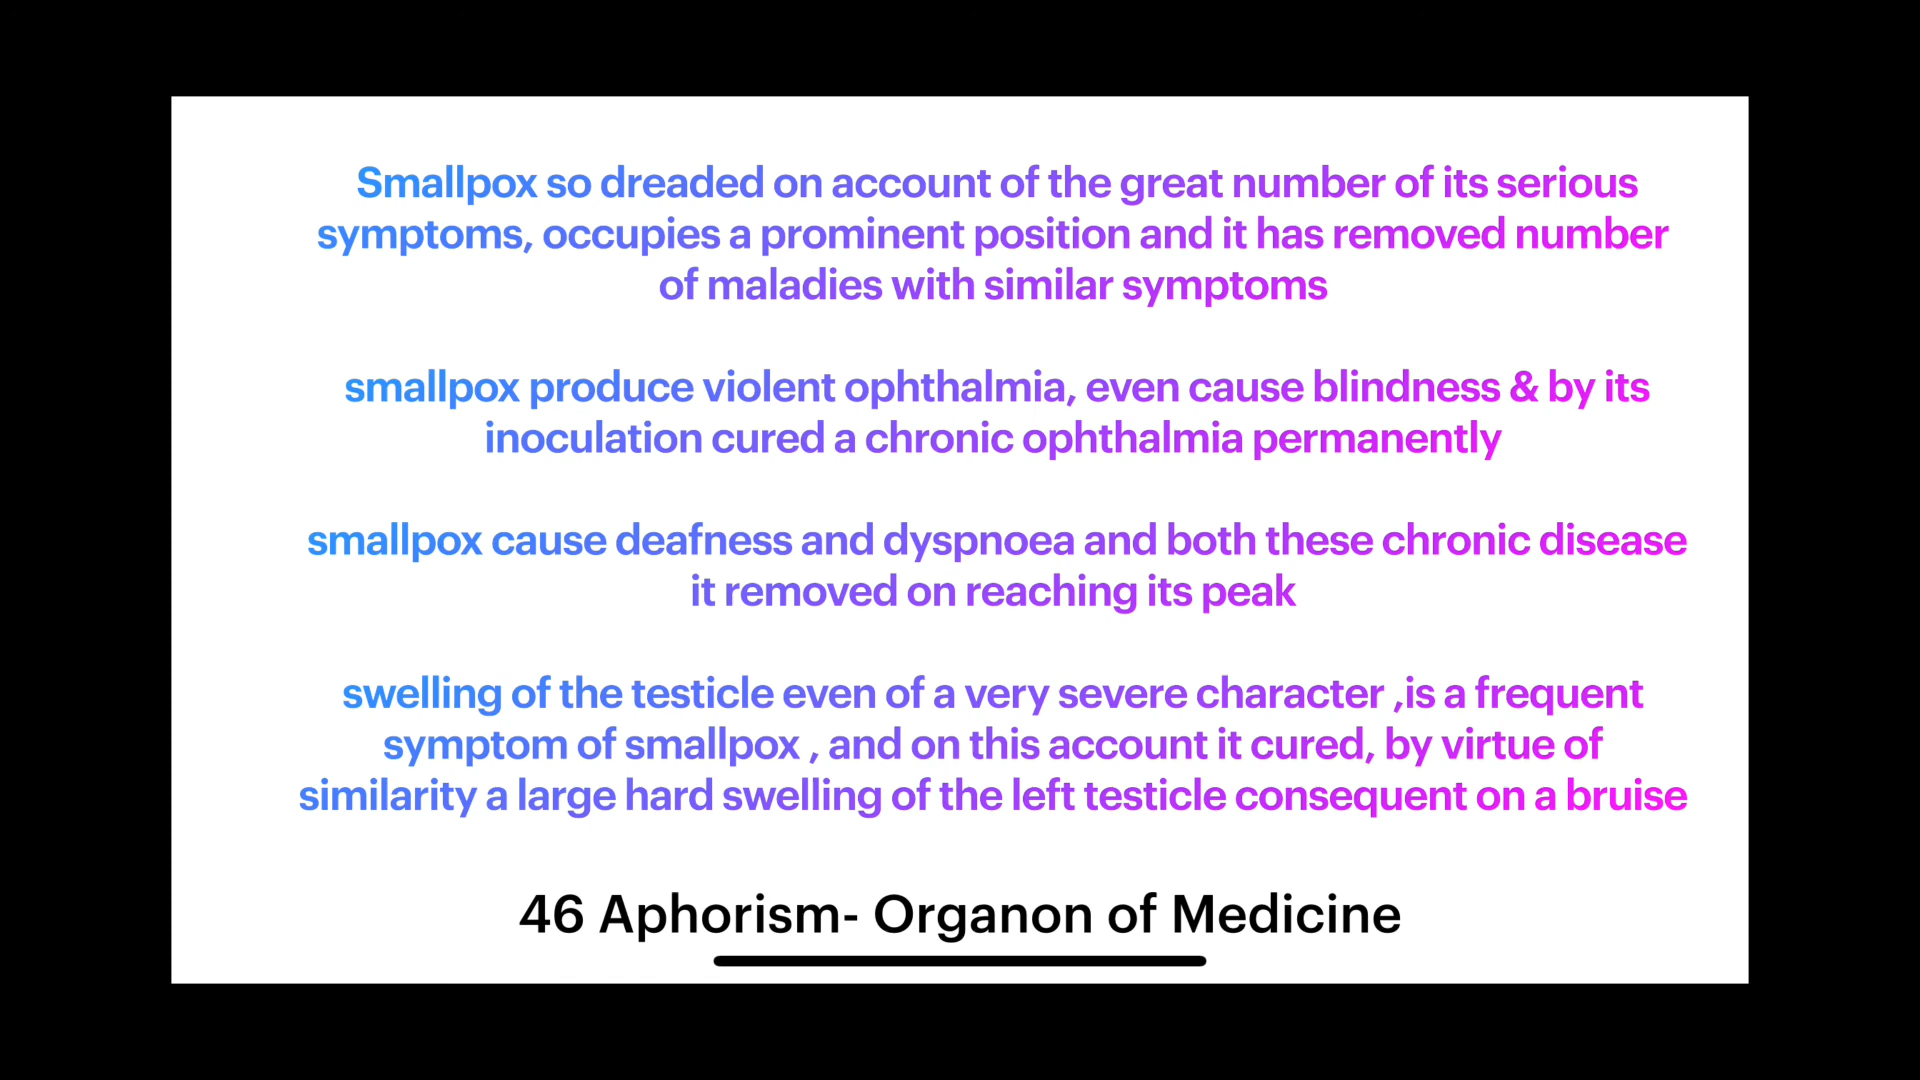 Smallpox so dreaded on account of the great number of its serious
symptoms, occupies a prominent position and it has removed number
of maladies with similar symptoms
smallpox produce violent ophthalmia, even cause blindness & by its
inoculation cured a chronic ophthalmia permanently
smallpox cause deafness and dyspnoea and both these chronic disease
it removed on reaching its peak
swelling of the testicle even of a very severe character ,is a frequent
symptom of smallpox , and on this account it cured, by virtue of
similarity a large hard swelling of the left testicle consequent on a bruise
46 Aphorism- Organon of Medicine